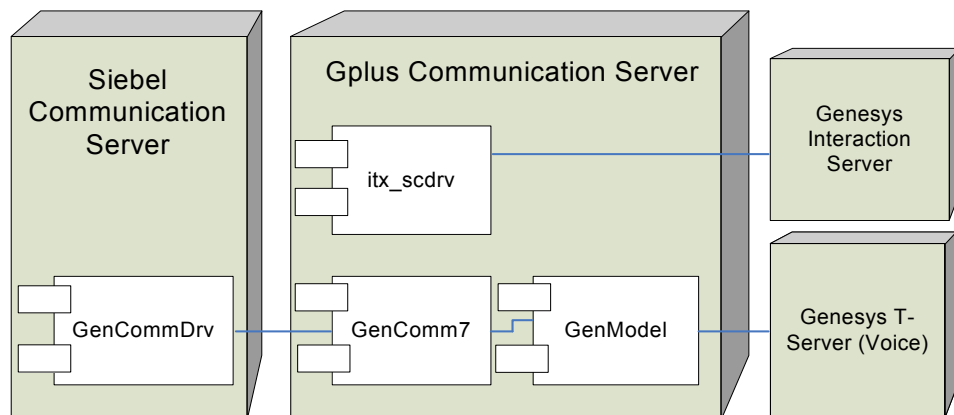 Siebel
Communication
Server
Gplus Communication Server
Genesys
Interaction
Server
itx_scdrv
GenCommDrv
GenComm7
GenModel
Genesys T-
Server (Voice)